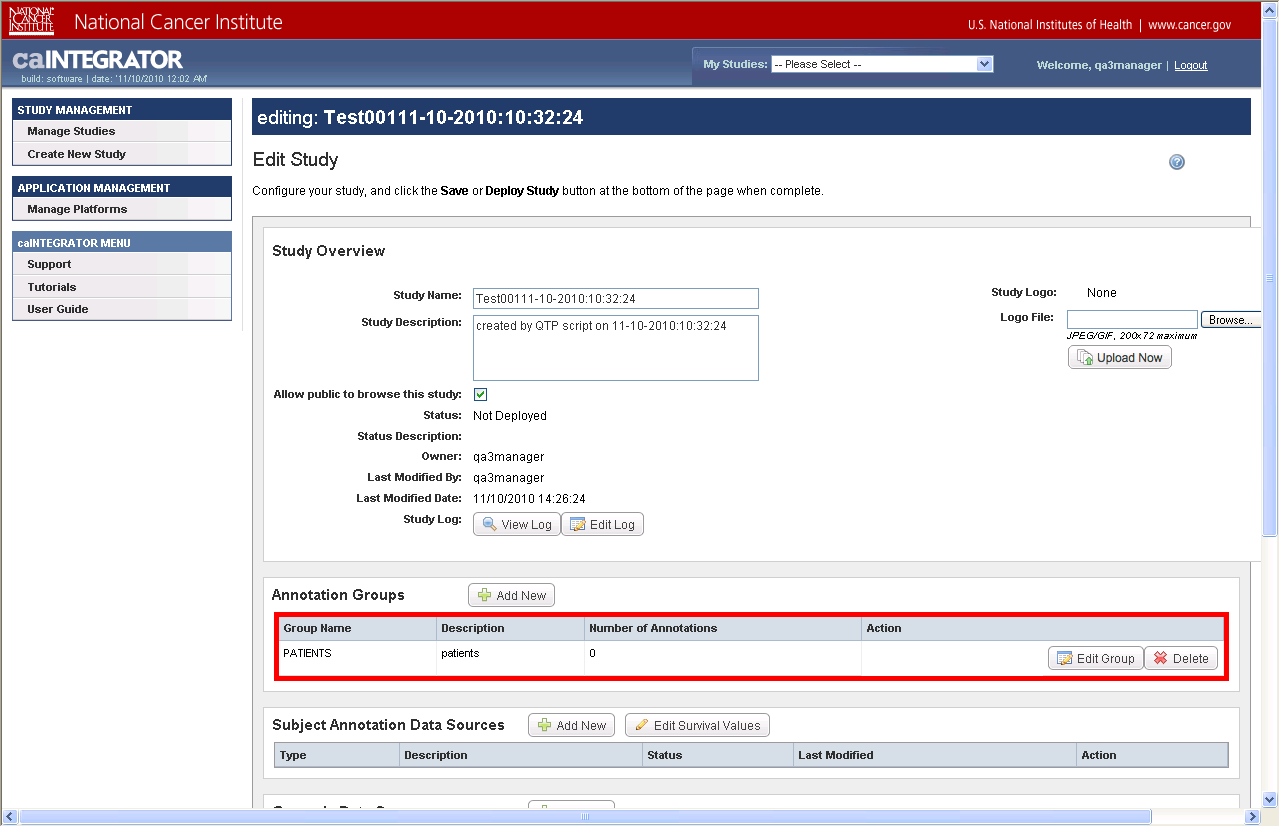 NATIONAL
CANCER
INSTITUTE
National Cancer Institute
U.S. National Institutes of Health | www.cancer.gov
caINTEGRATOR
build: software | date: '11/10/2010 12:02 AM'
My Studies: -- Please Select --
Welcome, qa3manager | Logout
STUDY MANAGEMENT
Manage Studies
Create New Study
APPLICATION MANAGEMENT
Manage Platforms
caINTEGRATOR MENU
Support
Tutorials
User Guide
editing: Test00111-10-2010:10:32:24
Edit Study
?
Configure your study, and click the Save or Deploy Study button at the bottom of the page when complete.
Study Overview
Study Name: Test00111-10-2010:10:32:24
Study Description: created by QTP script on 11-10-2010:10:32:24
Allow public to browse this study:
Status: Not Deployed
Status Description:
Owner: qa3manager
Last Modified By: qa3manager
Last Modified Date: 11/10/2010 14:26:24
Study Log: View Log Edit Log
Study Logo: None
Logo File: Browse...
JPEG/GIF, 200x72 maximum
Upload Now
Annotation Groups Add New
Group Name Description Number of Annotations Action
PATIENTS patients 0 Edit Group Delete
Subject Annotation Data Sources Add New Edit Survival Values
Type Description Status Last Modified Action